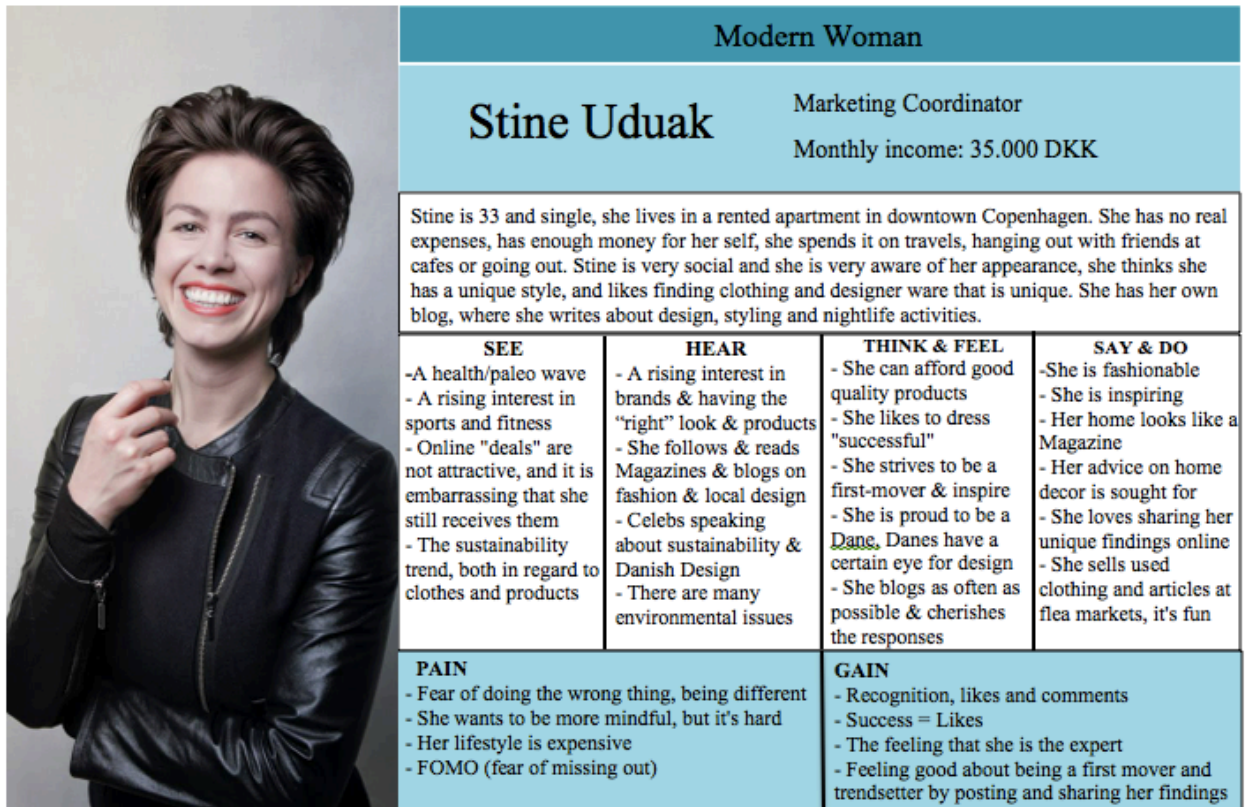 Modern Woman
Stine Uduak
Marketing Coordinator
Monthly income: 35.000 DKK
Stine is 33 and single, she lives in a rented apartment in downtown Copenhagen. She has no real
expenses, has enough money for her self, she spends it on travels, hanging out with friends at
cafes or going out. Stine is very social and she is very aware of her appearance, she thinks she
has a unique style, and likes finding clothing and designer ware that is unique. She has her own
blog, where she writes about design, styling and nightlife activities.
SEE
-A health/paleo wave
- A rising interest in
sports and fitness
- Online "deals" are
not attractive, and it is
embarrassing that she
still receives them
- The sustainability
trend, both in regard to
clothes and products
HEAR
- A rising interest in
brands & having the
“right” look & products
- She follows & reads
Magazines & blogs on
fashion & local design
- Celebs speaking
about sustainability &
Danish Design
- There are many
environmental issues
THINK & FEEL
- She can afford good
quality products
- She likes to dress
"successful"
- She strives to be a
first-mover & inspire
- She is proud to be a
Dane, Danes have a
certain eye for design
- She blogs as often as
possible & cherishes
the responses
SAY & DO
-She is fashionable
- She is inspiring
- Her home looks like a
Magazine
- Her advice on home
decor is sought for
- She loves sharing her
unique findings online
- She sells used
clothing and articles at
flea markets, it's fun
PAIN
- Fear of doing the wrong thing, being different
- She wants to be more mindful, but it's hard
- Her lifestyle is expensive
- FOMO (fear of missing out)
GAIN
- Recognition, likes and comments
- Success = Likes
- The feeling that she is the expert
- Feeling good about being a first mover and
trendsetter by posting and sharing her findings